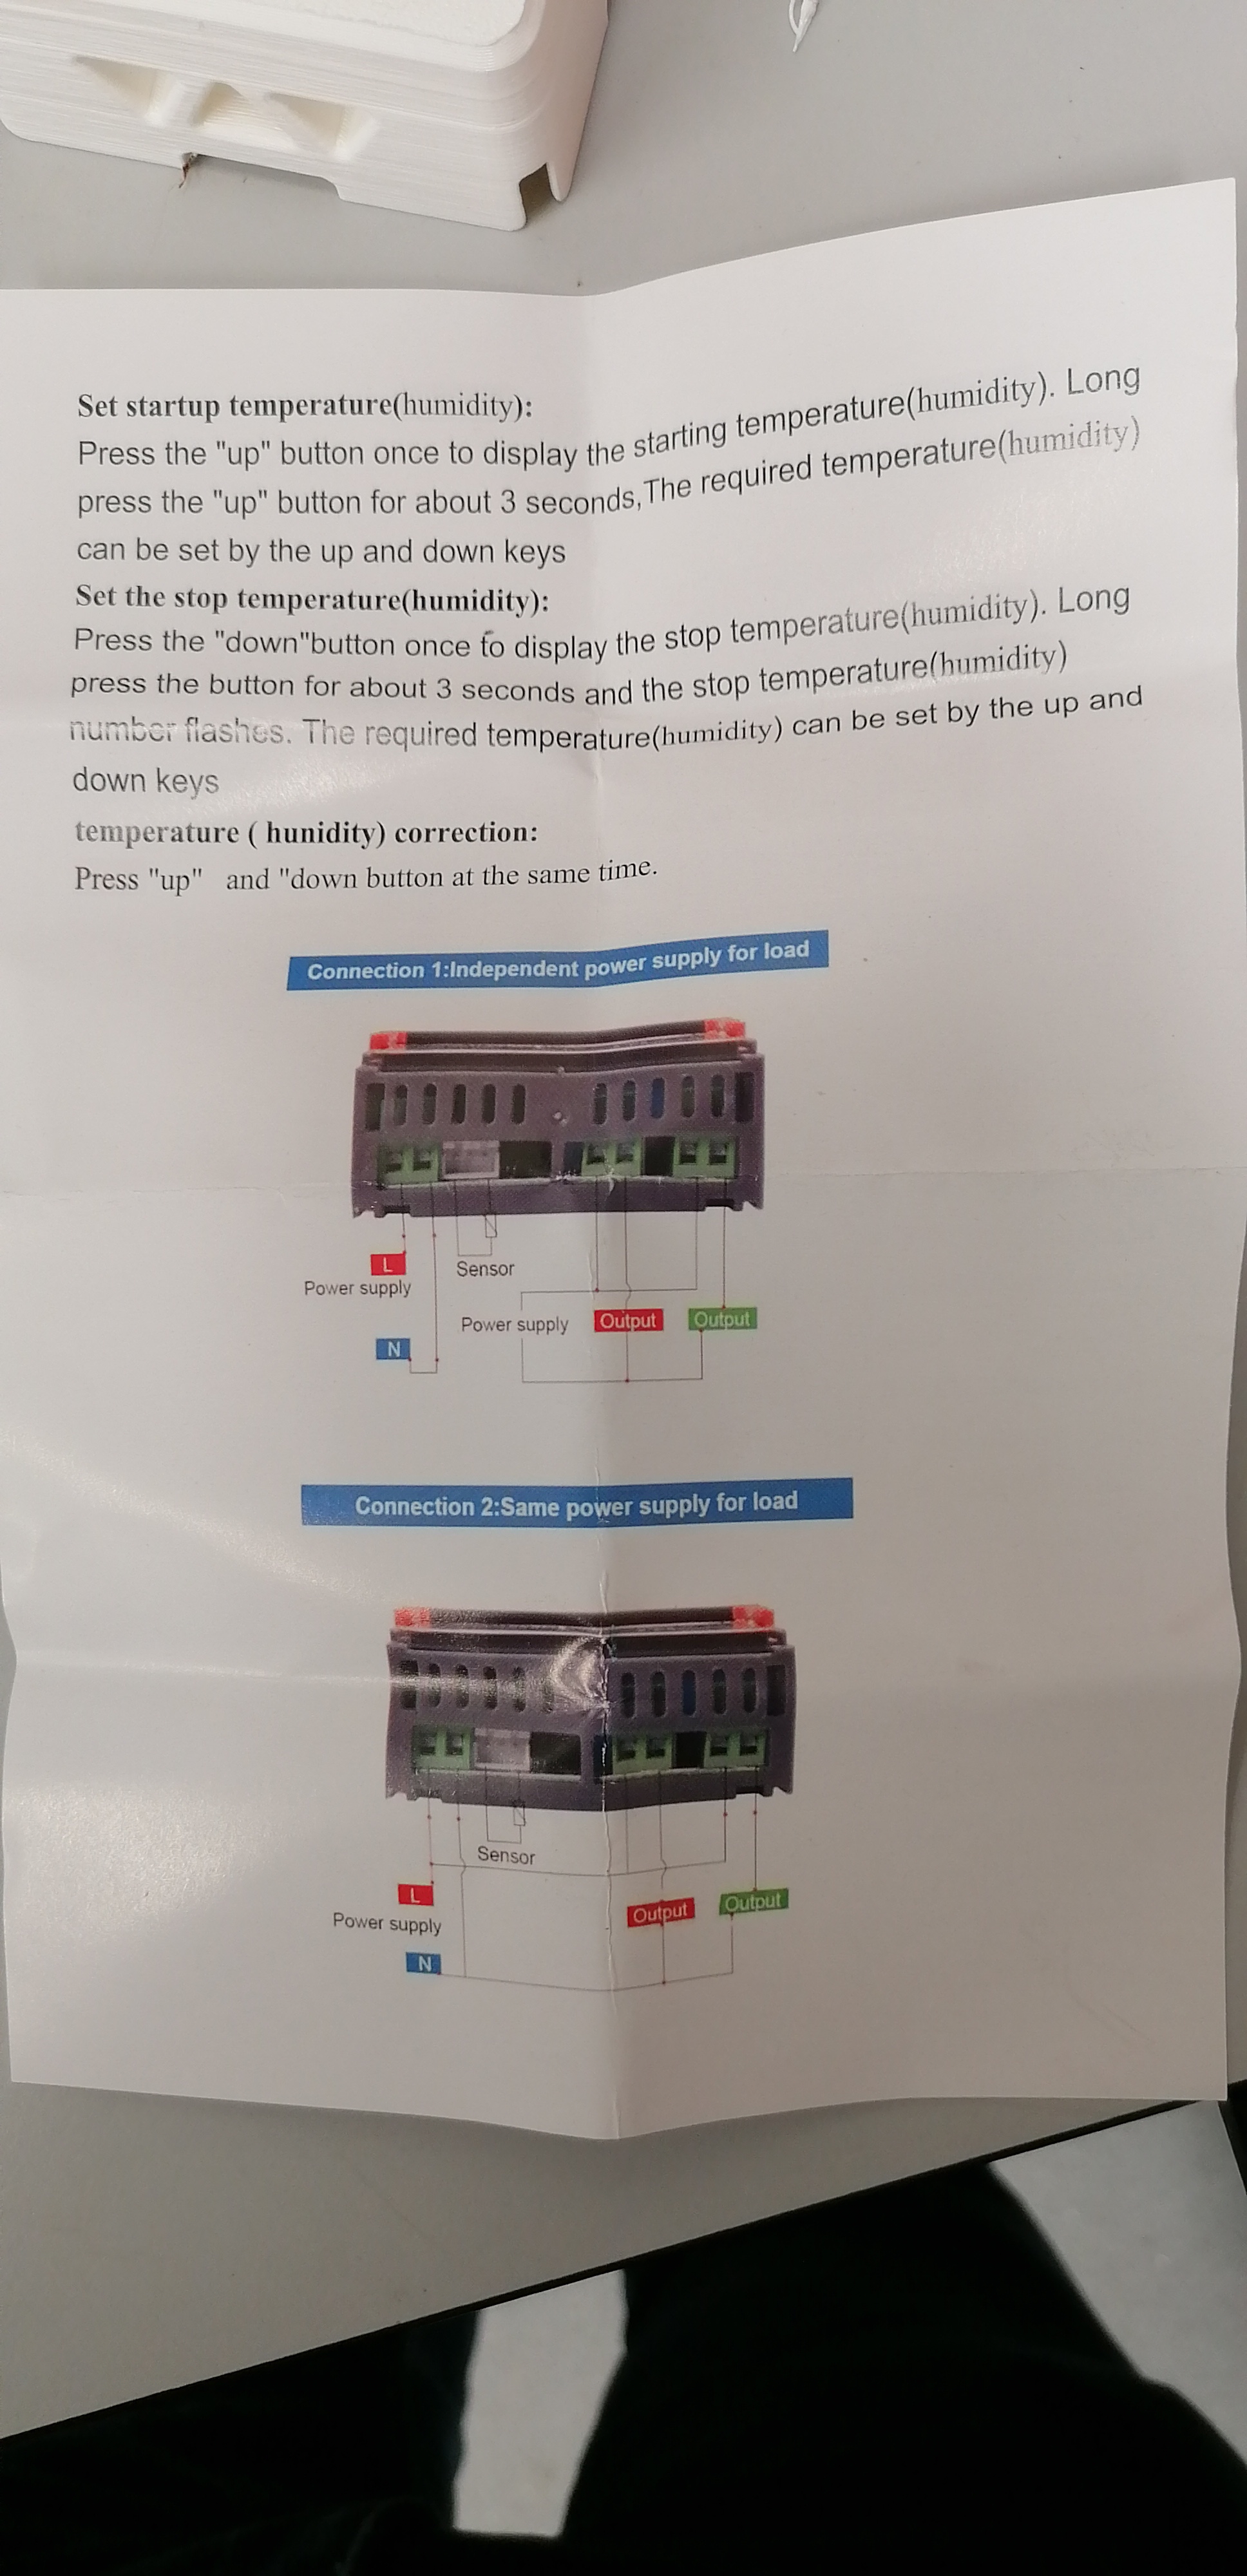 Set startup temperature(humidity):
Press the "up" button once to display the starting temperature(humidity). Long
press the "up" button for about 3 seconds,The required temperature(humidity)
can be set by the up and down keys
Set the stop temperature(humidity):
Press the "down"button once to display the stop temperature(humidity). Long
press the button for about 3 seconds and the stop temperature(humidity)
number flashes. The required temperature(humidity) can be set by the up and
down keys
temperature ( hunidity) correction:
Press "up" and "down button at the same time.
Connection 1:Independent power supply for load
L
Power supply
Sensor
Power supply
Output
Output
N
Connection 2:Same power supply for load
Sensor
L
Power supply
Output
Output
N